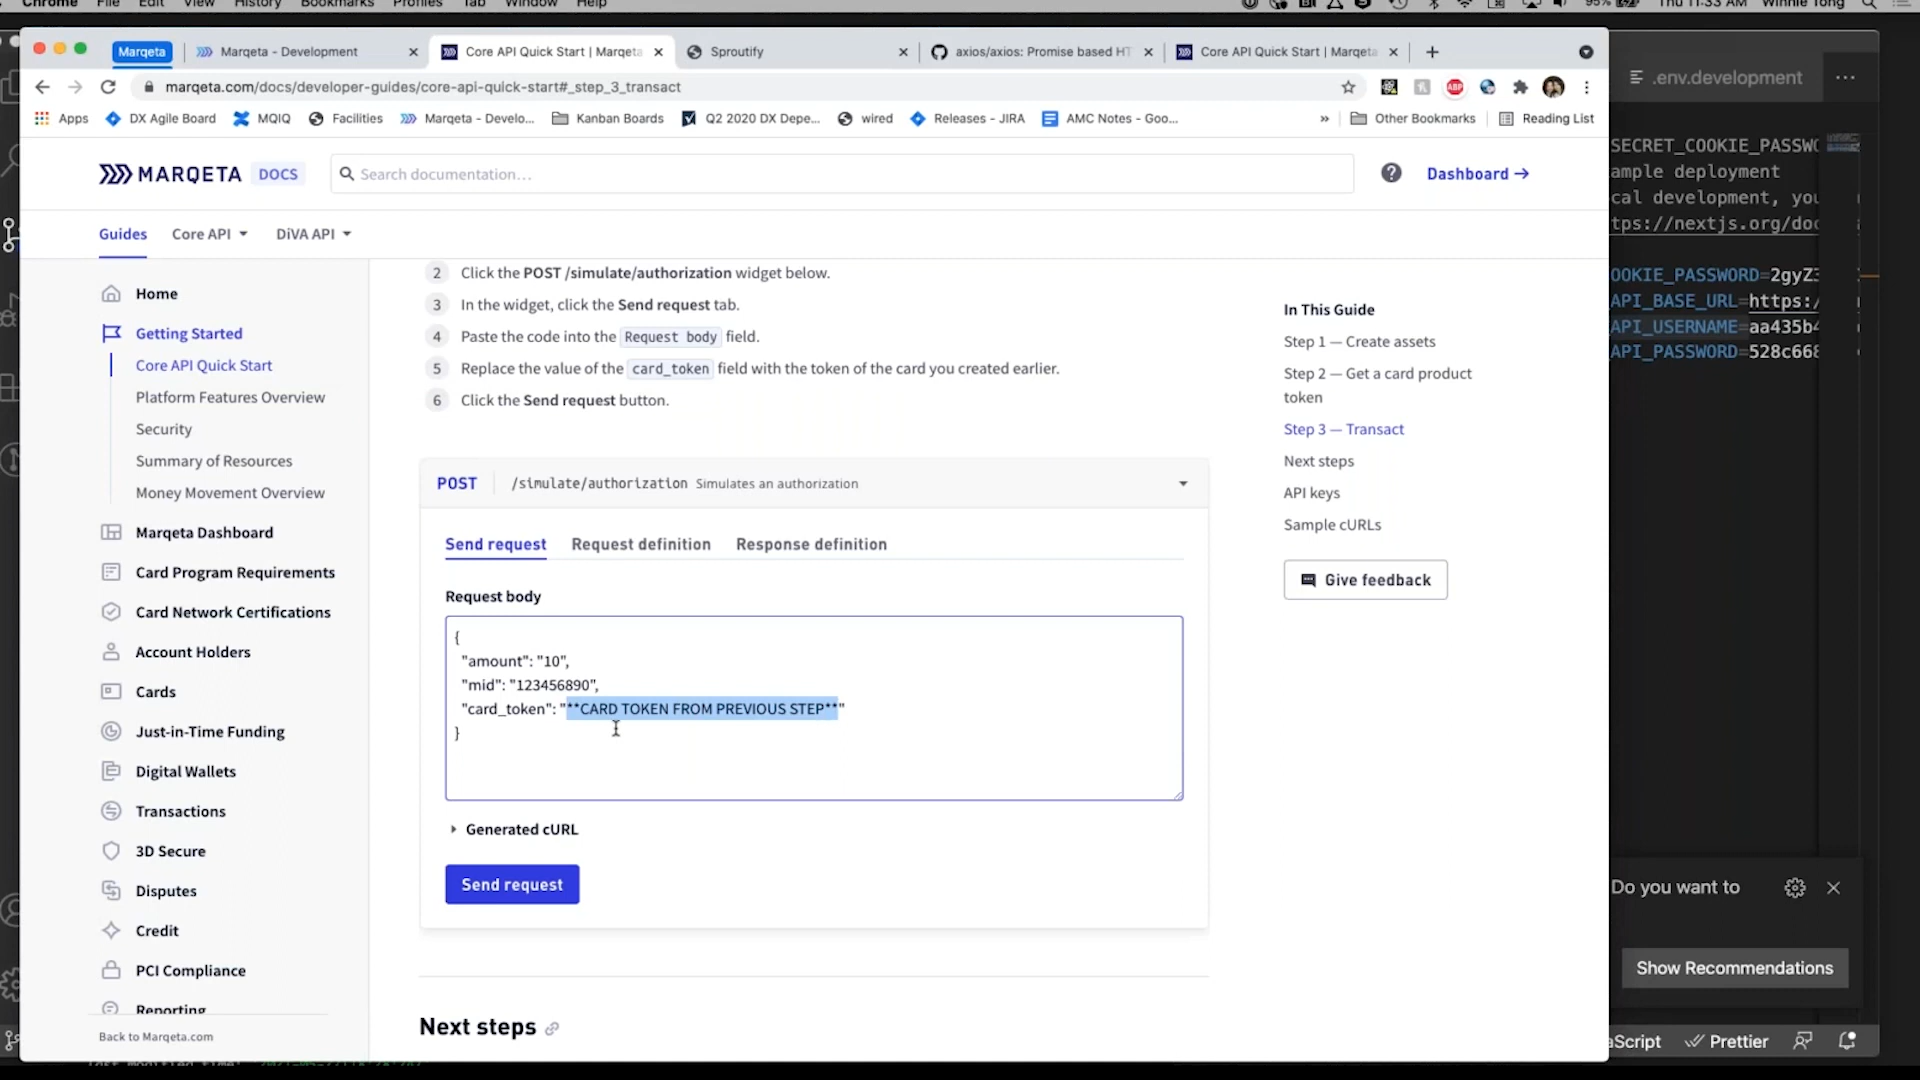 Chrome File Edit View History Bookmarks Profiles Tab Window Help 95% Thu 11:33 AM Winnie Tong
Marqeta Marqeta - Development Core API Quick Start | Marqeta Sproutify axios/axios: Promise based HT Core API Quick Start | Marqeta
.env.development
marqeta.com/docs/developer-guides/core-api-quick-start#_step_3_transact
ABP
Apps DX Agile Board MQIQ Facilities Marqeta - Develo... Kanban Boards Q2 2020 DX Depe... wired Releases - JIRA AMC Notes - Goo... » Other Bookmarks Reading List
SECRET_COOKIE_PASSWO
ample deployment
cal development, you
tps://nextjs.org/doc
OOKIE_PASSWORD=2gyZ3
API_BASE_URL=https:/
API_USERNAME=aa435b4
API_PASSWORD=528c668
MARQETA DOCS
Search documentation...
Dashboard →
Guides Core API DiVA API
Home
Getting Started
Core API Quick Start
Platform Features Overview
Security
Summary of Resources
Money Movement Overview
Marqeta Dashboard
Card Program Requirements
Card Network Certifications
Account Holders
Cards
Just-in-Time Funding
Digital Wallets
Transactions
3D Secure
Disputes
Credit
PCI Compliance
Reporting
Back to Marqeta.com
2 Click the POST /simulate/authorization widget below.
3 In the widget, click the Send request tab.
4 Paste the code into the Request body field.
5 Replace the value of the card_token field with the token of the card you created earlier.
6 Click the Send request button.
POST /simulate/authorization Simulates an authorization
Send request Request definition Response definition
Request body
{
"amount": "10",
"mid": "123456890",
"card_token": "**CARD TOKEN FROM PREVIOUS STEP**"
}
Generated cURL
Send request
Next steps
In This Guide
Step 1 — Create assets
Step 2 — Get a card product
token
Step 3 — Transact
Next steps
API keys
Sample cURLs
Give feedback
Do you want to
Show Recommendations
aScript Prettier